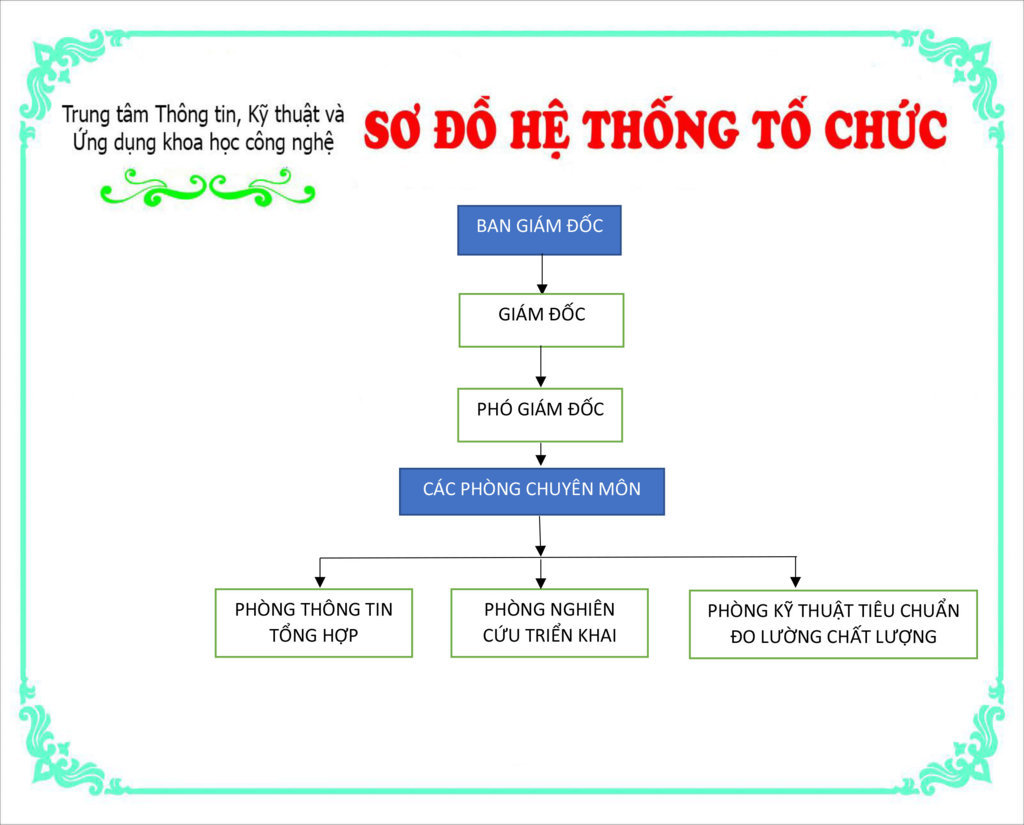 Trung tâm Thông tin, Kỹ thuật và
Ứng dụng khoa học công nghệ
SƠ ĐỒ HỆ THỐNG TỔ CHỨC
BAN GIÁM ĐỐC
GIÁM ĐỐC
PHÓ GIÁM ĐỐC
CÁC PHÒNG CHUYÊN MÔN
PHÒNG THÔNG TIN
TỔNG HỢP
PHÒNG NGHIÊN
CỨU TRIỂN KHAI
PHÒNG KỸ THUẬT TIÊU CHUẨN
ĐO LƯỜNG CHẤT LƯỢNG